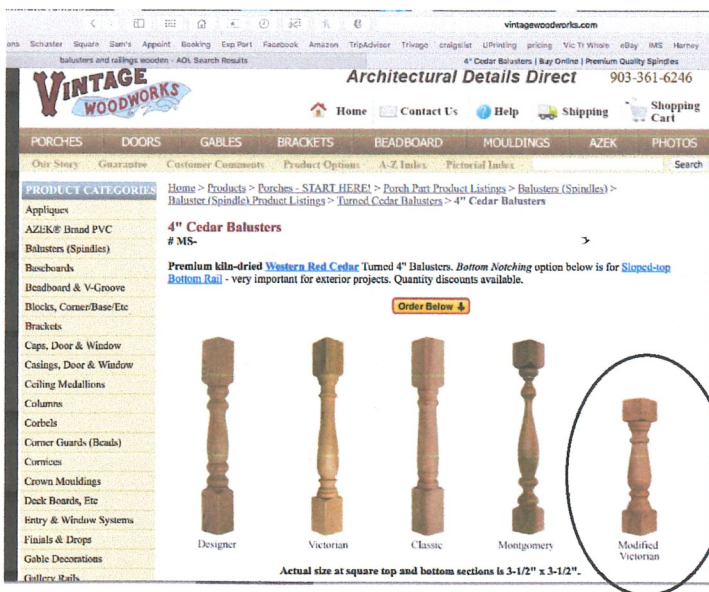 vintagewoodworks.com
ons Schuster Square Sam's Appoint Booking Exp Port Facebook Amazon TripAdvisor Trivago craigslist UPrinting pricing Vic Tr Whole eBay IMS Harney
balusters and railings wooden - AOL Search Results 4" Cedar Balusters | Buy Online | Premium Quality Spindles
VINTAGE WOODWORKS
Architectural Details Direct 903-361-6246
Home Contact Us Help Shipping Shopping Cart
PORCHES DOORS GABLES BRACKETS BEADBOARD MOULDINGS AZEK PHOTOS
Our Story Guarantee Customer Comments Product Options A-Z Index Pictorial Index Search
PRODUCT CATEGORIES
Appliques
AZEK® Brand PVC
Balusters (Spindles)
Baseboards
Beadboard & V-Groove
Blocks, Corner/Base/Etc
Brackets
Caps, Door & Window
Casings, Door & Window
Ceiling Medallions
Columns
Corbels
Corner Guards (Beads)
Cornices
Crown Mouldings
Deck Boards, Etc
Entry & Window Systems
Finials & Drops
Gable Decorations
Gallery Rails
Home > Products > Porches - START HERE! > Porch Part Product Listings > Balusters (Spindles) >
Baluster (Spindle) Product Listings > Turned Cedar Balusters > 4" Cedar Balusters
4" Cedar Balusters
# MS-
Premium kiln-dried Western Red Cedar Turned 4" Balusters. Bottom Notching option below is for Sloped-top
Bottom Rail - very important for exterior projects. Quantity discounts available.
Order Below
Designer Victorian Classic Montgomery Modified
Victorian
Actual size at square top and bottom sections is 3-1/2" x 3-1/2".